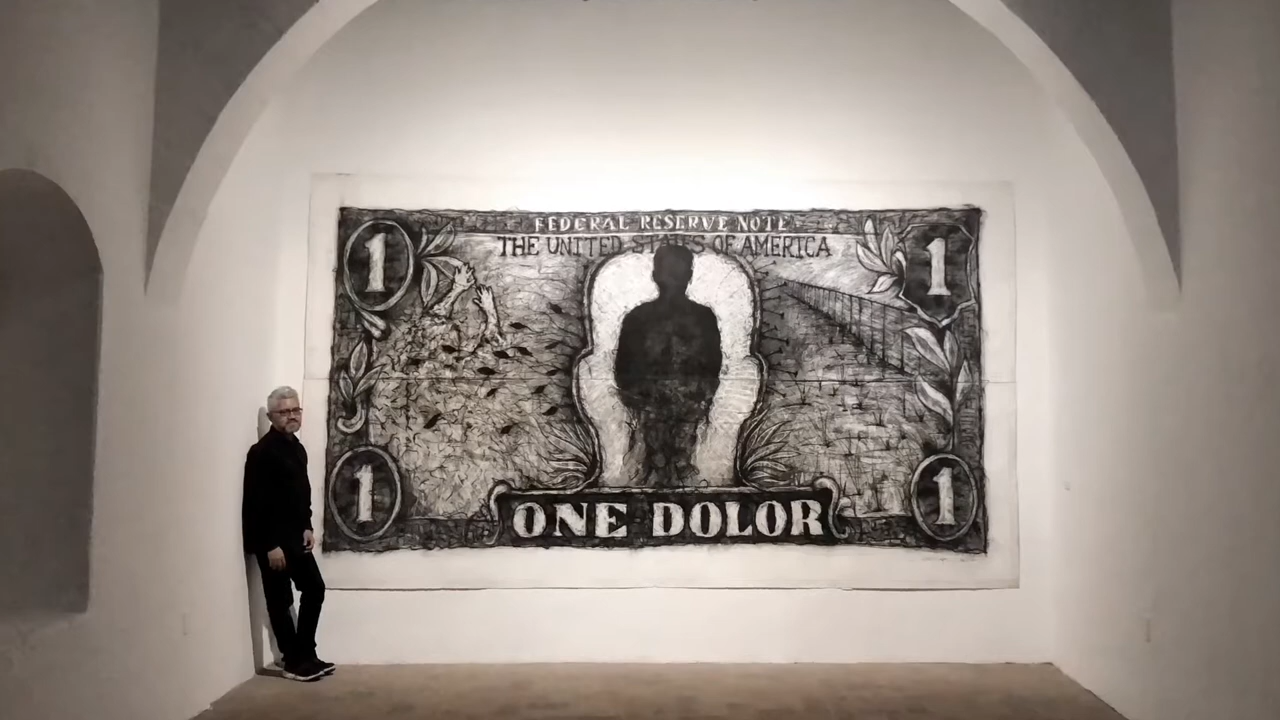 FEDERAL RESERVE NOTE
THE UNITED STATES OF AMERICA
1
1
1
1
ONE DOLOR